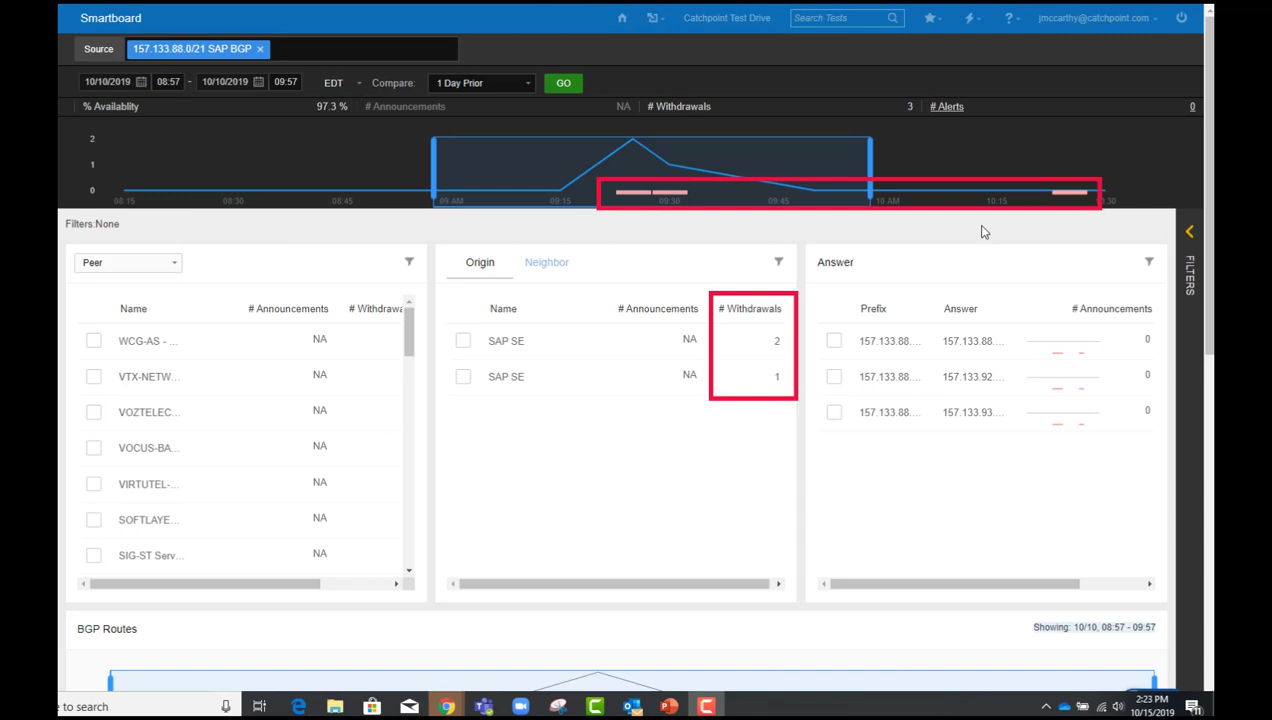 Smartboard
Catchpoint Test Drive
Search Tests
?
jmccarthy@catchpoint.com
Source
157.133.88.0/21 SAP BGP ×
10/10/2019 08:57 - 10/10/2019 09:57 EDT Compare: 1 Day Prior GO
% Availablity 97.3 % # Announcements NA # Withdrawals 3 # Alerts 0
2
1
0
08:15 08:30 08:45 09 AM 09:15 09:30 09:45 10 AM 10:15
Filters:None
FILTERS
Peer
Name # Announcements # Withdrawa
WCG-AS - ... NA
VTX-NETW... NA
VOZTELEC... NA
VOCUS-BA... NA
VIRTUTEL-... NA
SOFTLAYE... NA
SIG-ST Serv... NA
Origin Neighbor
Name # Announcements # Withdrawals
SAP SE NA 2
SAP SE NA 1
Answer
Prefix Answer # Announcements
157.133.88.... 157.133.88.... 0
157.133.88.... 157.133.92.... 0
157.133.88.... 157.133.93.... 0
BGP Routes
Showing: 10/10, 08:57 - 09:57
e to search
2:23 PM
10/15/2019